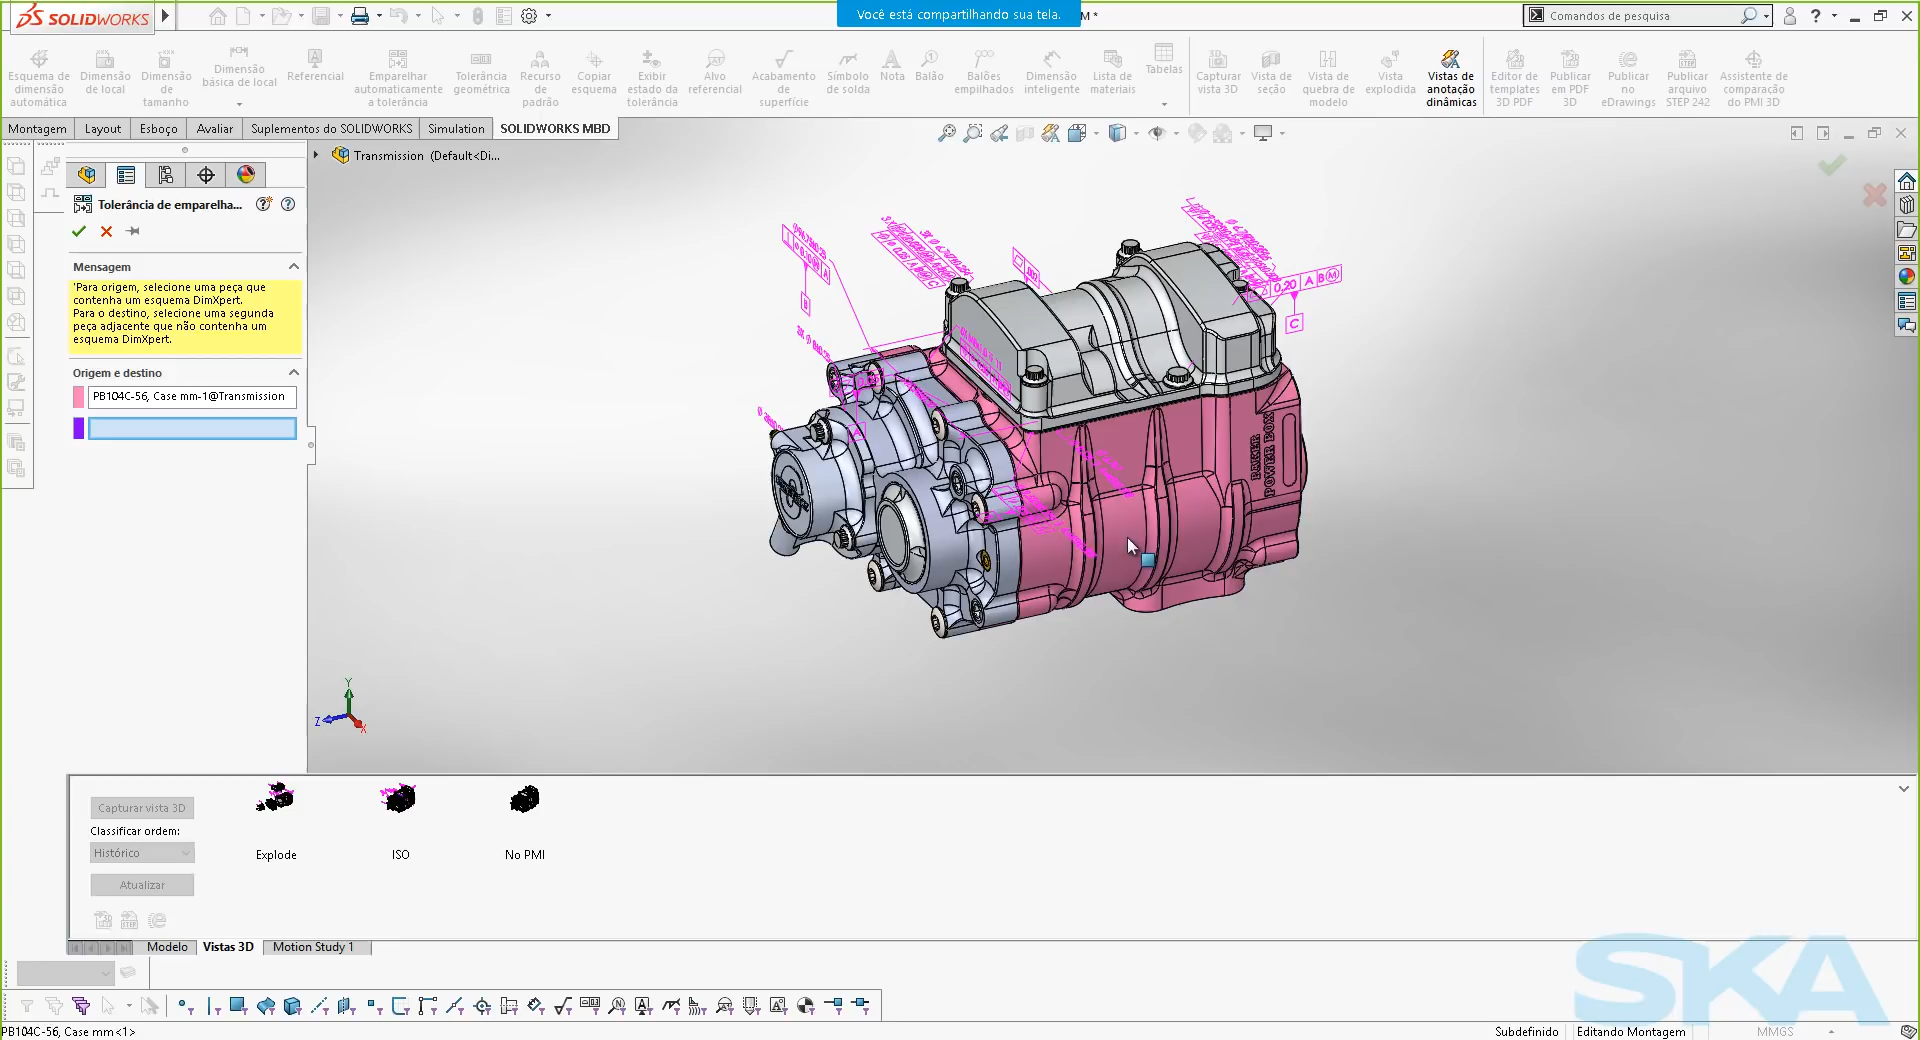 SOLIDWORKS
Você está compartilhando sua tela.
M *
Comandos de pesquisa
Esquema de dimensão automática
Dimensão de local
Dimensão de tamanho
Dimensão básica de local
Referencial
Emparelhar automaticamente a tolerância
Tolerância geométrica
Recurso de padrão
Copiar esquema
Exibir estado da tolerância
Alvo referencial
Acabamento de superfície
Símbolo de solda
Nota
Balão
Balões empilhados
Dimensão inteligente
Lista de materiais
Tabelas
Capturar vista 3D
Vista de seção
Vista de quebra de modelo
Vista explodida
Vistas de anotação dinâmicas
Editor de templates 3D PDF
Publicar em PDF 3D
Publicar no eDrawings
Publicar arquivo STEP 242
Assistente de comparação do PMI 3D
Montagem
Layout
Esboço
Avaliar
Suplementos do SOLIDWORKS
Simulation
SOLIDWORKS MBD
Transmission (Default<Di...
Tolerância de emparelha...
Mensagem
'Para origem, selecione uma peça que
contenha um esquema DimXpert.
Para o destino, selecione uma segunda
peça adjacente que não contenha um
esquema DimXpert.
Origem e destino
PB104C-56, Case mm-1@Transmission
0.20 A B M
C
B
A
POWER BOX
Y
Z
X
Capturar vista 3D
Classificar ordem:
Histórico
Atualizar
Explode
ISO
No PMI
Modelo
Vistas 3D
Motion Study 1
SKA
PB104C-56, Case mm<1>
Subdefinido
Editando Montagem
MMGS